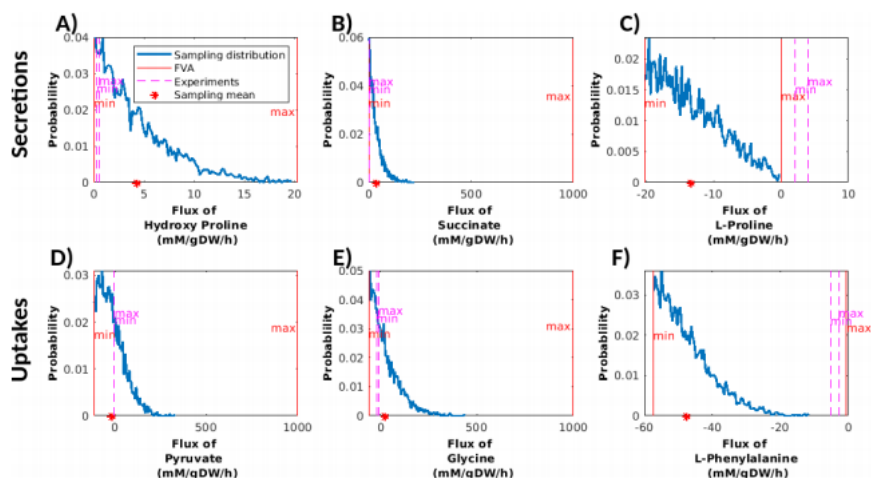 Secretions
A)
0.04
0.03
0.02
0.01
0
Probablility
max
min
min
max
Sampling distribution
FVA
Experiments
Sampling mean
0 5 10 15 20
Flux of
Hydroxy Proline
(mM/gDW/h)
B)
0.06
0.04
0.02
0
Probablility
max
min
min
max
0 500 1000
Flux of
Succinate
(mM/gDW/h)
C)
0.02
0.015
0.01
0.005
0
Probablility
max
min
min
max
-20 -10 0 10
Flux of
L-Proline
(mM/gDW/h)
Uptakes
D)
0.03
0.02
0.01
0
Probablility
max
min
min
max
0 500 1000
Flux of
Pyruvate
(mM/gDW/h)
E)
0.05
0.04
0.03
0.02
0.01
0
Probablility
max
min
min
max
0 500 1000
Flux of
Glycine
(mM/gDW/h)
F)
0.03
0.02
0.01
0
Probablility
max
min
min
max
-60 -40 -20 0
Flux of
L-Phenylalanine
(mM/gDW/h)